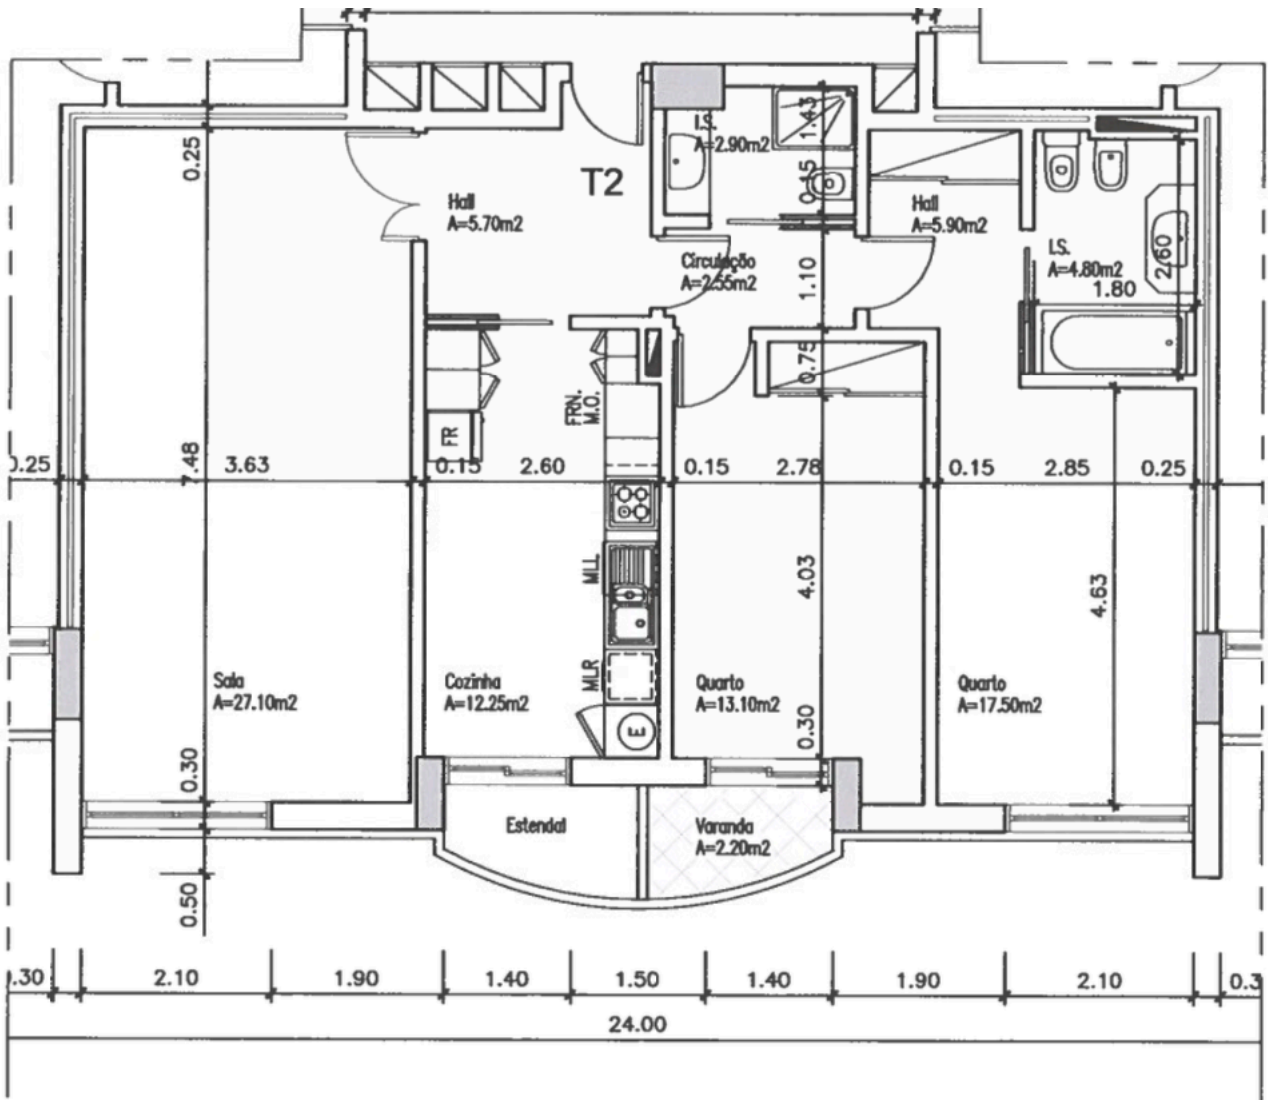 0.25
1.43
I.S.
A=2.90m2
0.15
T2
Hall
A=5.70m2
Hall
A=5.90m2
I.S.
A=4.80m2
2.60
1.80
Circulação
A=2.55m2
1.10
0.75
FRN.
M.O.
FR
0.25
3.63
0.15
2.60
0.15
2.78
0.15
2.85
0.25
7.48
MLL
4.03
4.63
MLR
Sala
A=27.10m2
Cozinha
A=12.25m2
Quarto
A=13.10m2
Quarto
A=17.50m2
E
0.30
0.30
Estendal
Varanda
A=2.20m2
0.50
.30
2.10
1.90
1.40
1.50
1.40
1.90
2.10
0.3
24.00